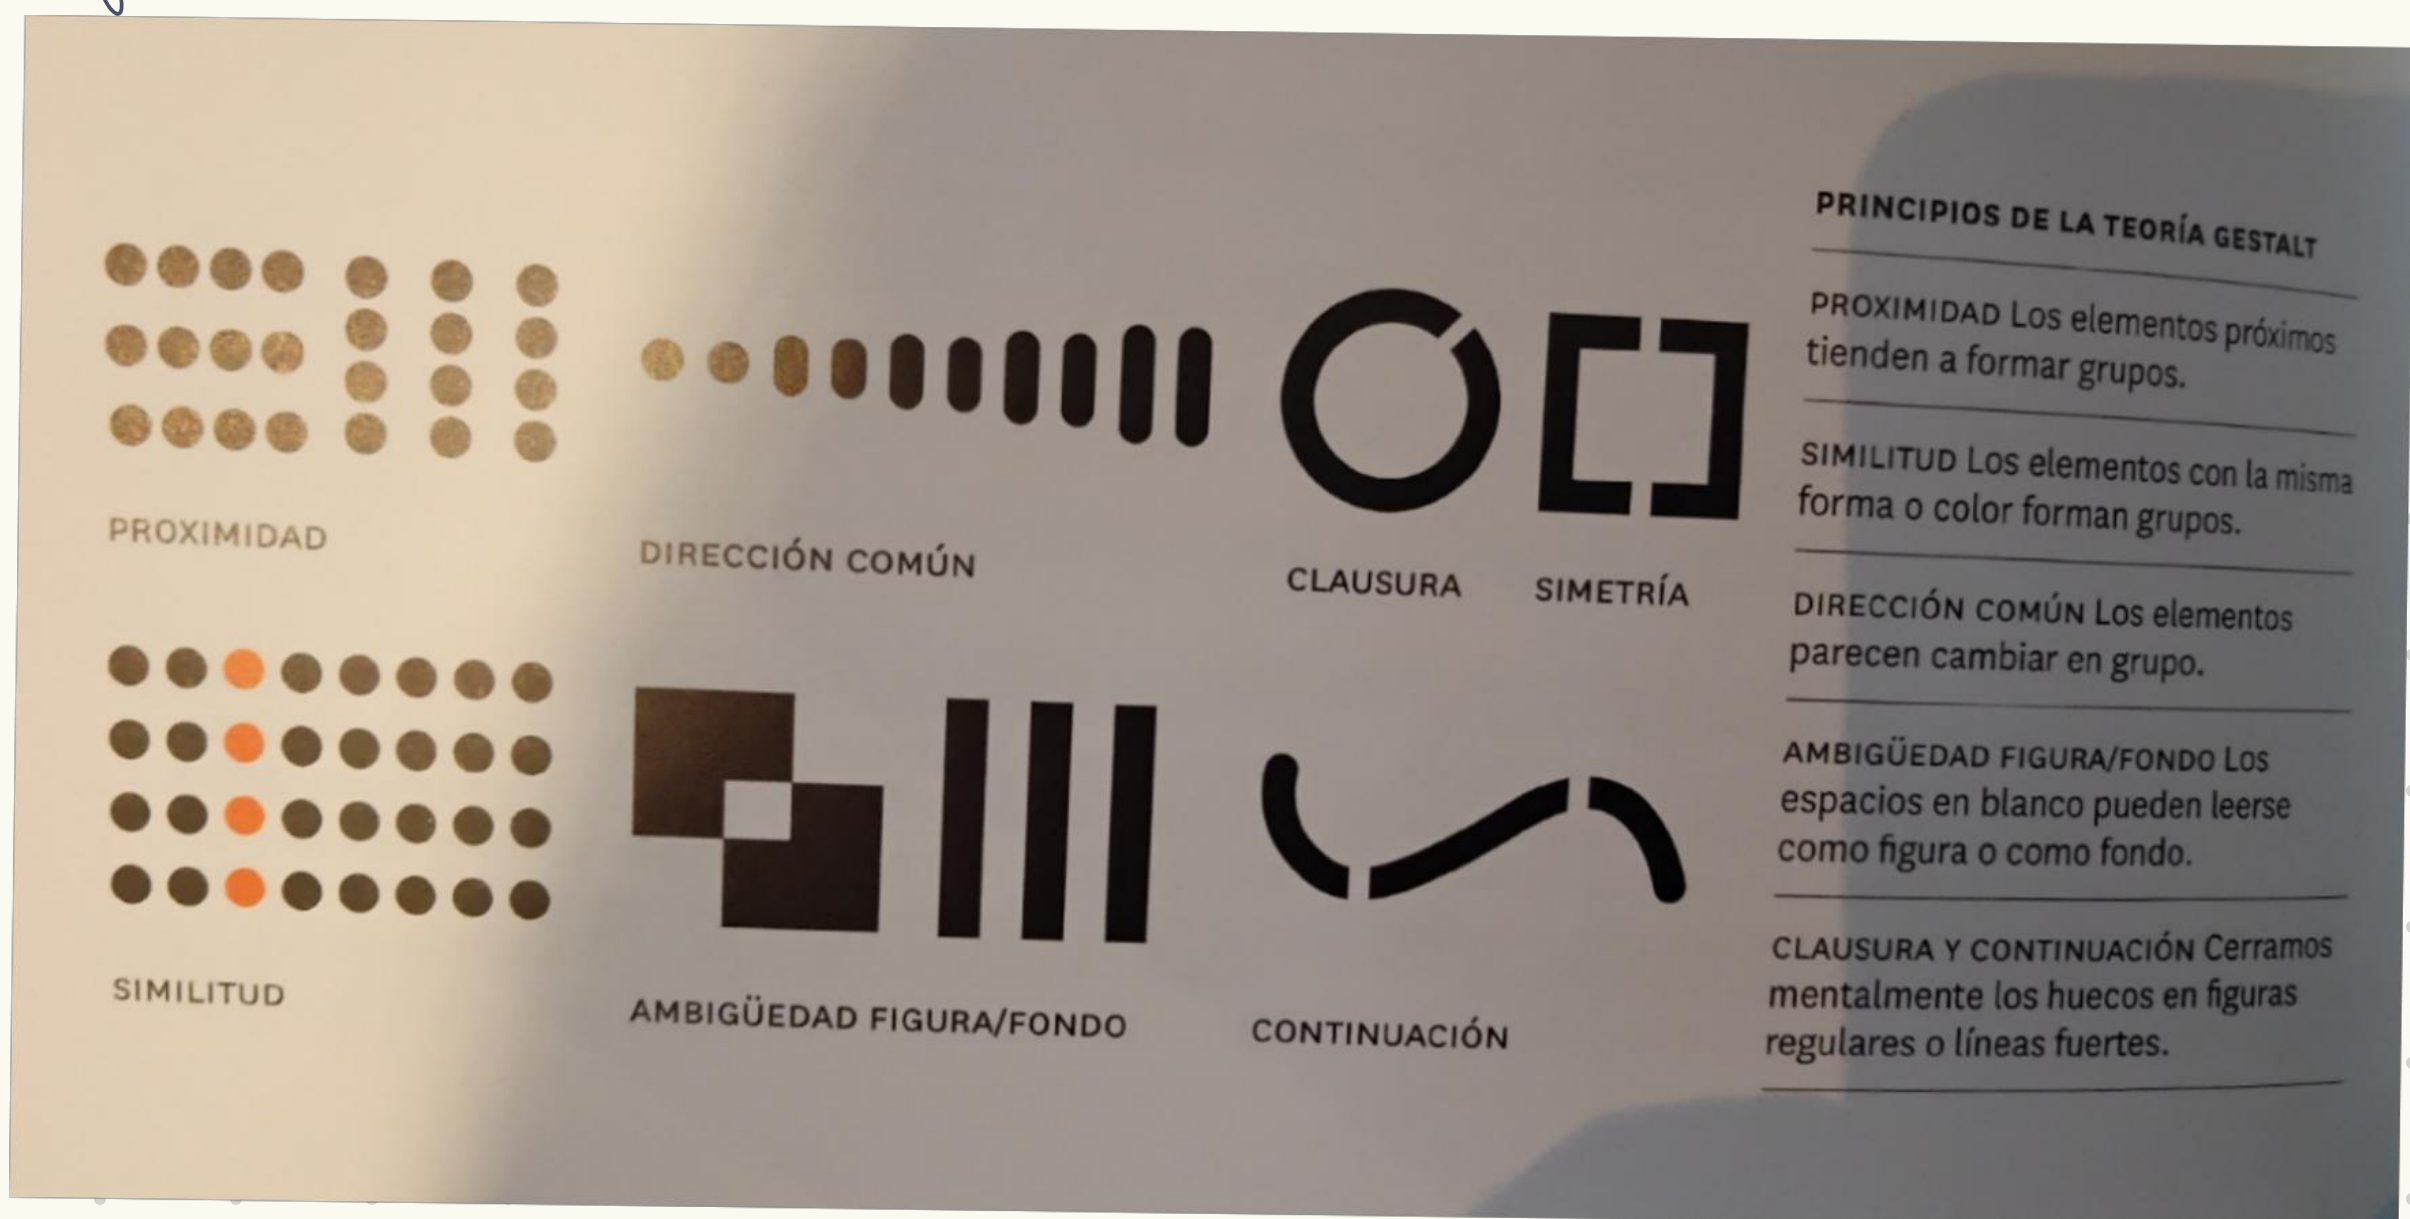 PROXIMIDAD
DIRECCIÓN COMÚN
CLAUSURA
SIMETRÍA
SIMILITUD
AMBIGÜEDAD FIGURA/FONDO
CONTINUACIÓN
PRINCIPIOS DE LA TEORÍA GESTALT
PROXIMIDAD Los elementos próximos
tienden a formar grupos.
SIMILITUD Los elementos con la misma
forma o color forman grupos.
DIRECCIÓN COMÚN Los elementos
parecen cambiar en grupo.
AMBIGÜEDAD FIGURA/FONDO Los
espacios en blanco pueden leerse
como figura o como fondo.
CLAUSURA Y CONTINUACIÓN Cerramos
mentalmente los huecos en figuras
regulares o líneas fuertes.